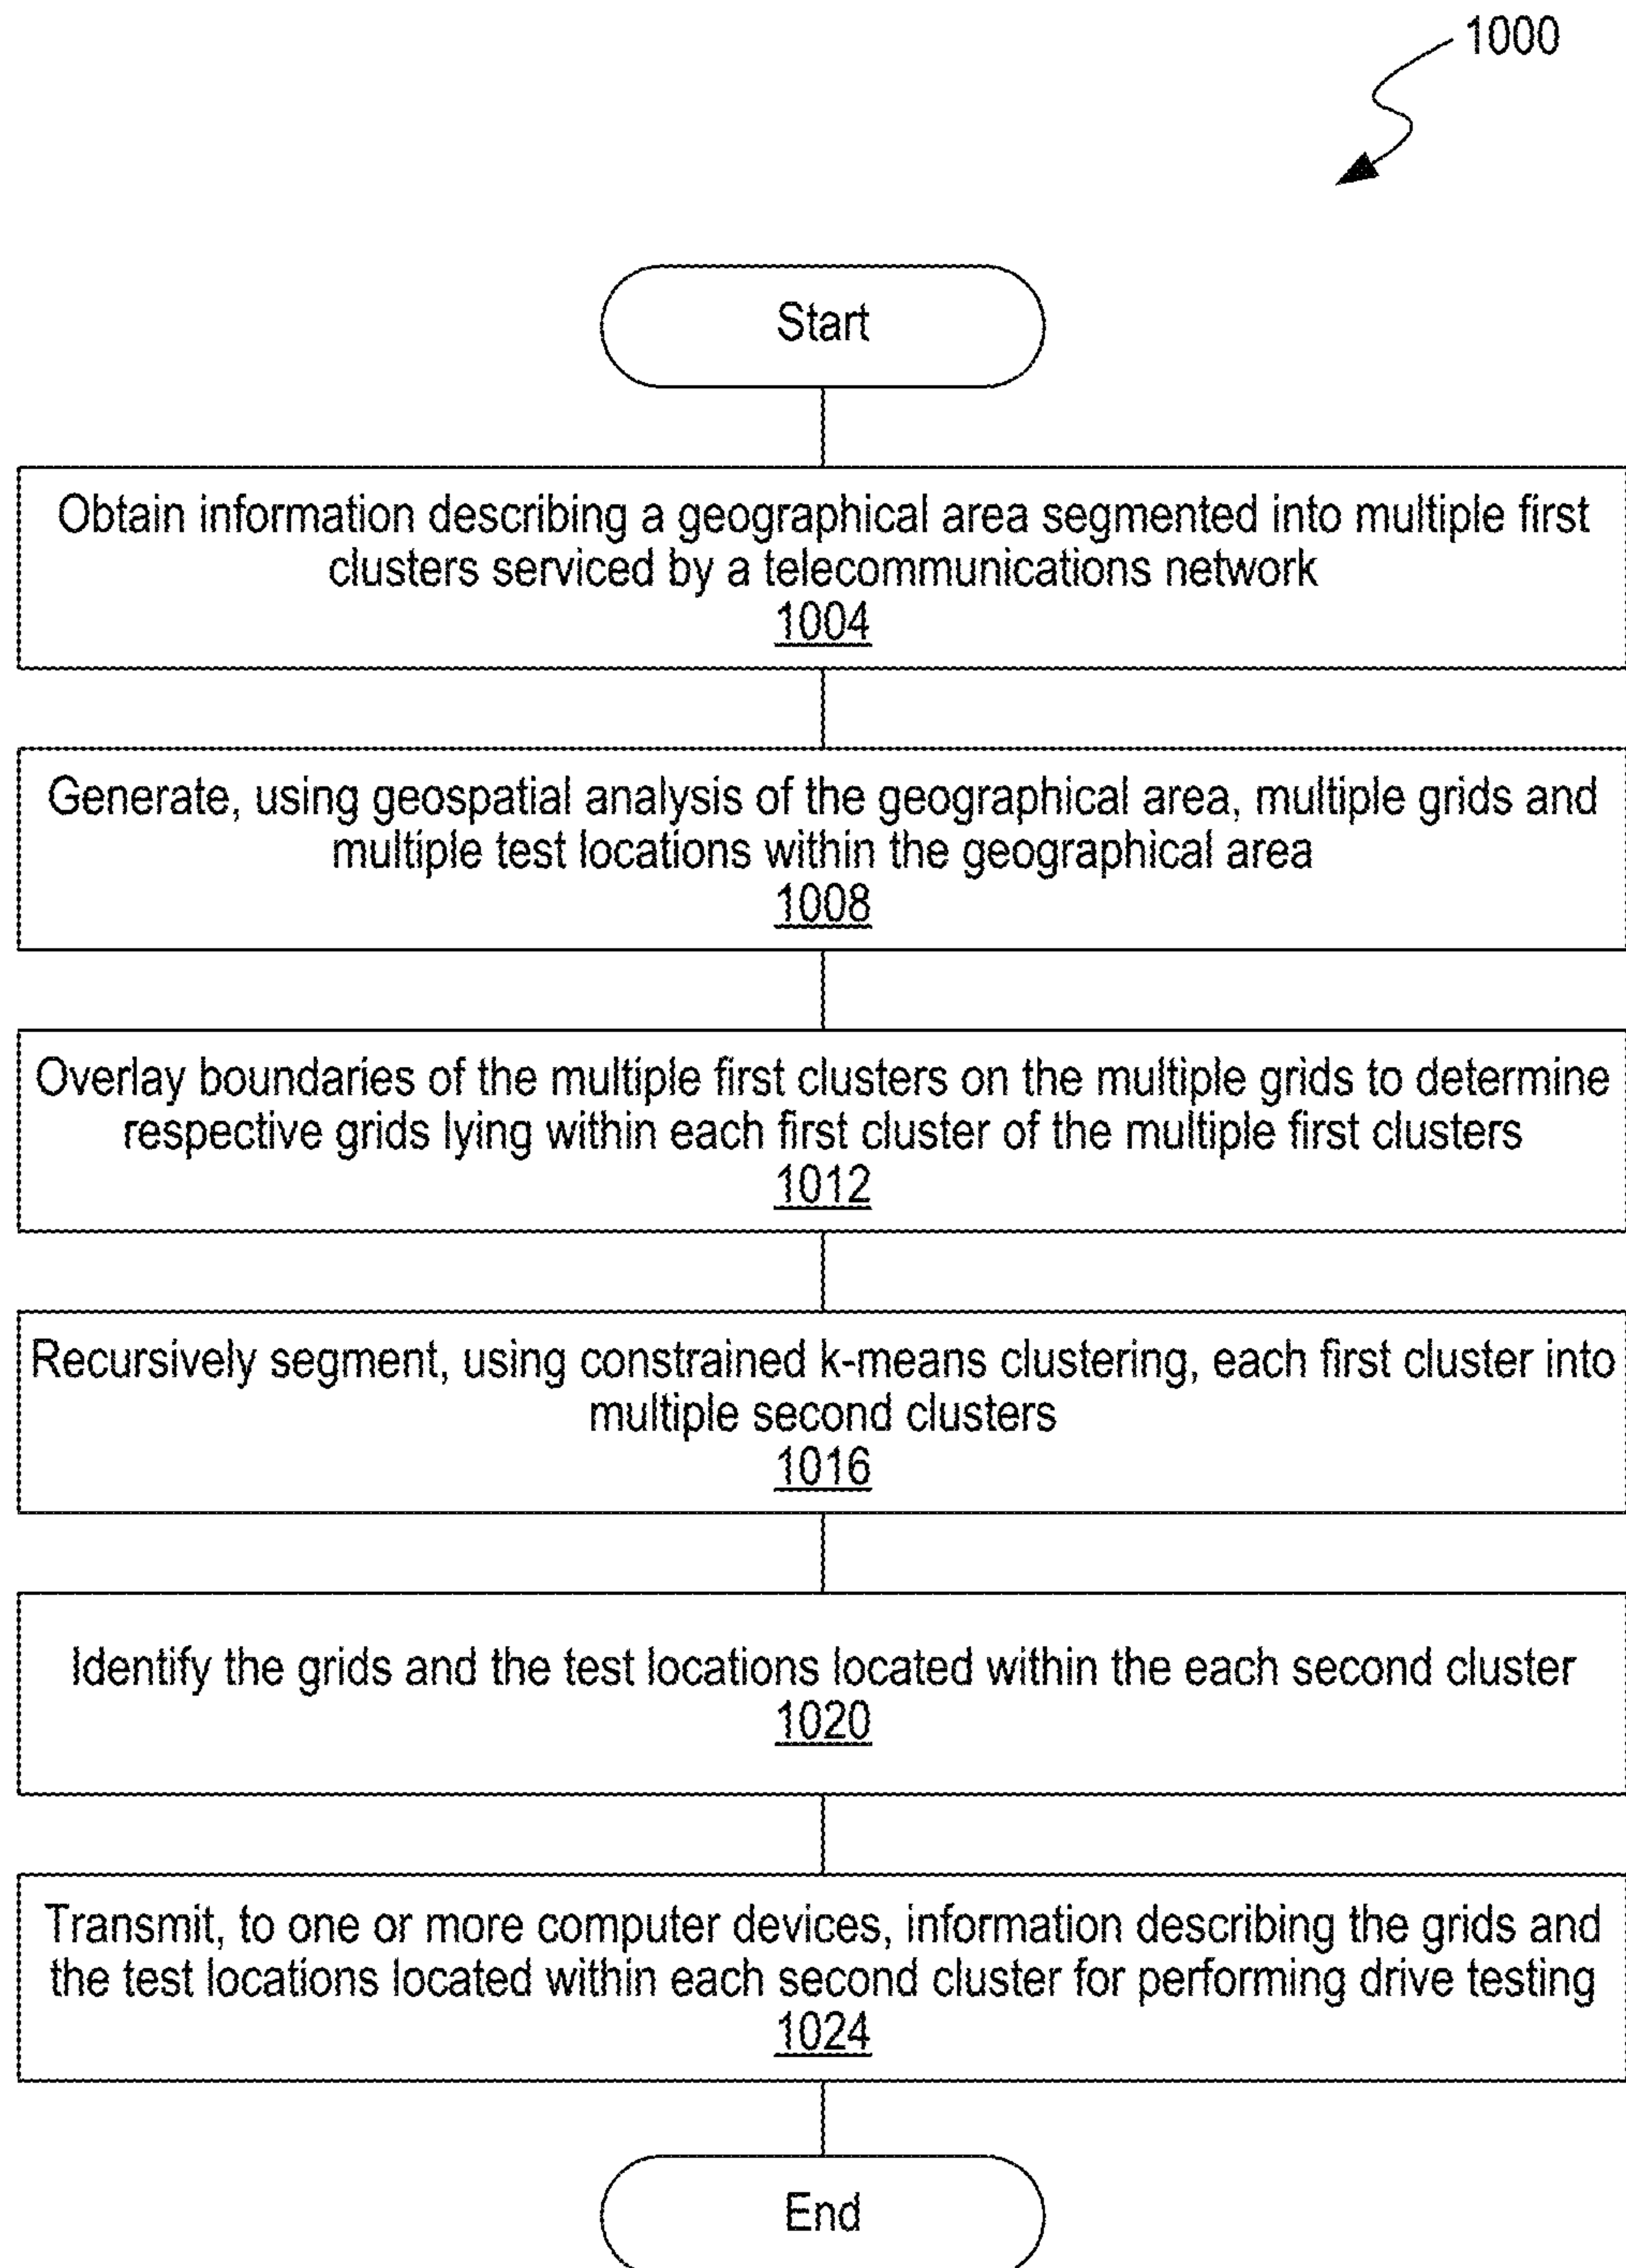 1000
Start
Obtain information describing a geographical area segmented into multiple first
clusters serviced by a telecommunications network
1004
Generate, using geospatial analysis of the geographical area, multiple grids and
multiple test locations within the geographical area
1008
Overlay boundaries of the multiple first clusters on the multiple grids to determine
respective grids lying within each first cluster of the multiple first clusters
1012
Recursively segment, using constrained k-means clustering, each first cluster into
multiple second clusters
1016
Identify the grids and the test locations located within the each second cluster
1020
Transmit, to one or more computer devices, information describing the grids and
the test locations located within each second cluster for performing drive testing
1024
End